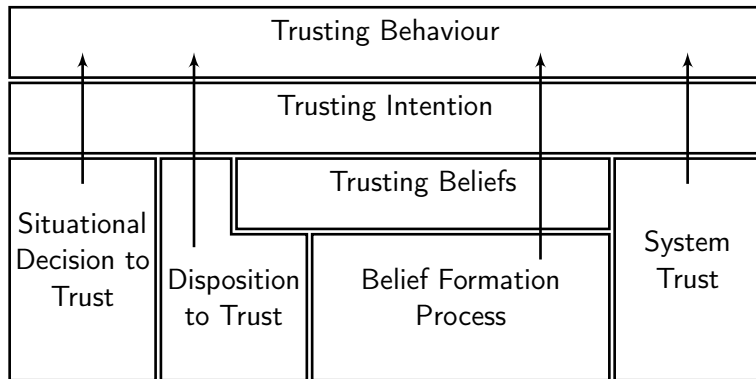 Trusting Behaviour
Trusting Intention
Trusting Beliefs
Situational
Decision to
Trust
Disposition
to Trust
Belief Formation
Process
System
Trust